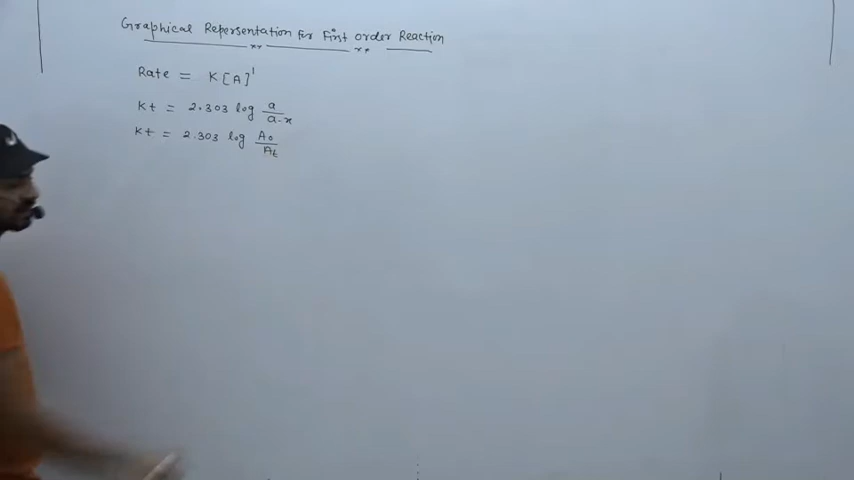 Graphical Repersentation for First order Reaction
Rate = K[A]¹
Kt = 2.303 log a/a-x
Kt = 2.303 log A₀/Aₜ